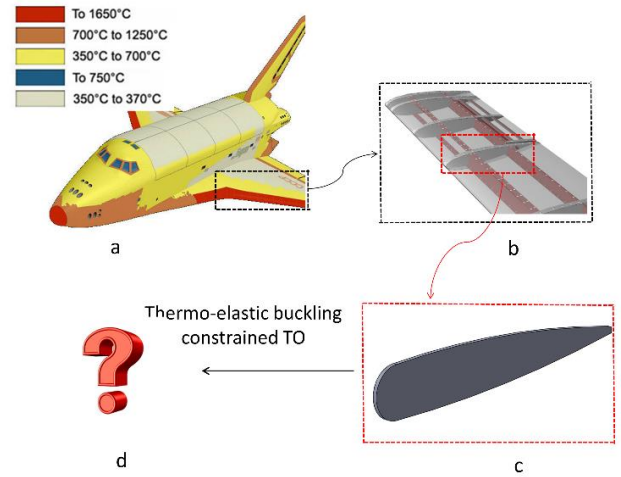 To 1650°C
700°C to 1250°C
350°C to 700°C
To 750°C
350°C to 370°C
a
b
Thermo-elastic buckling
constrained TO
?
d
c